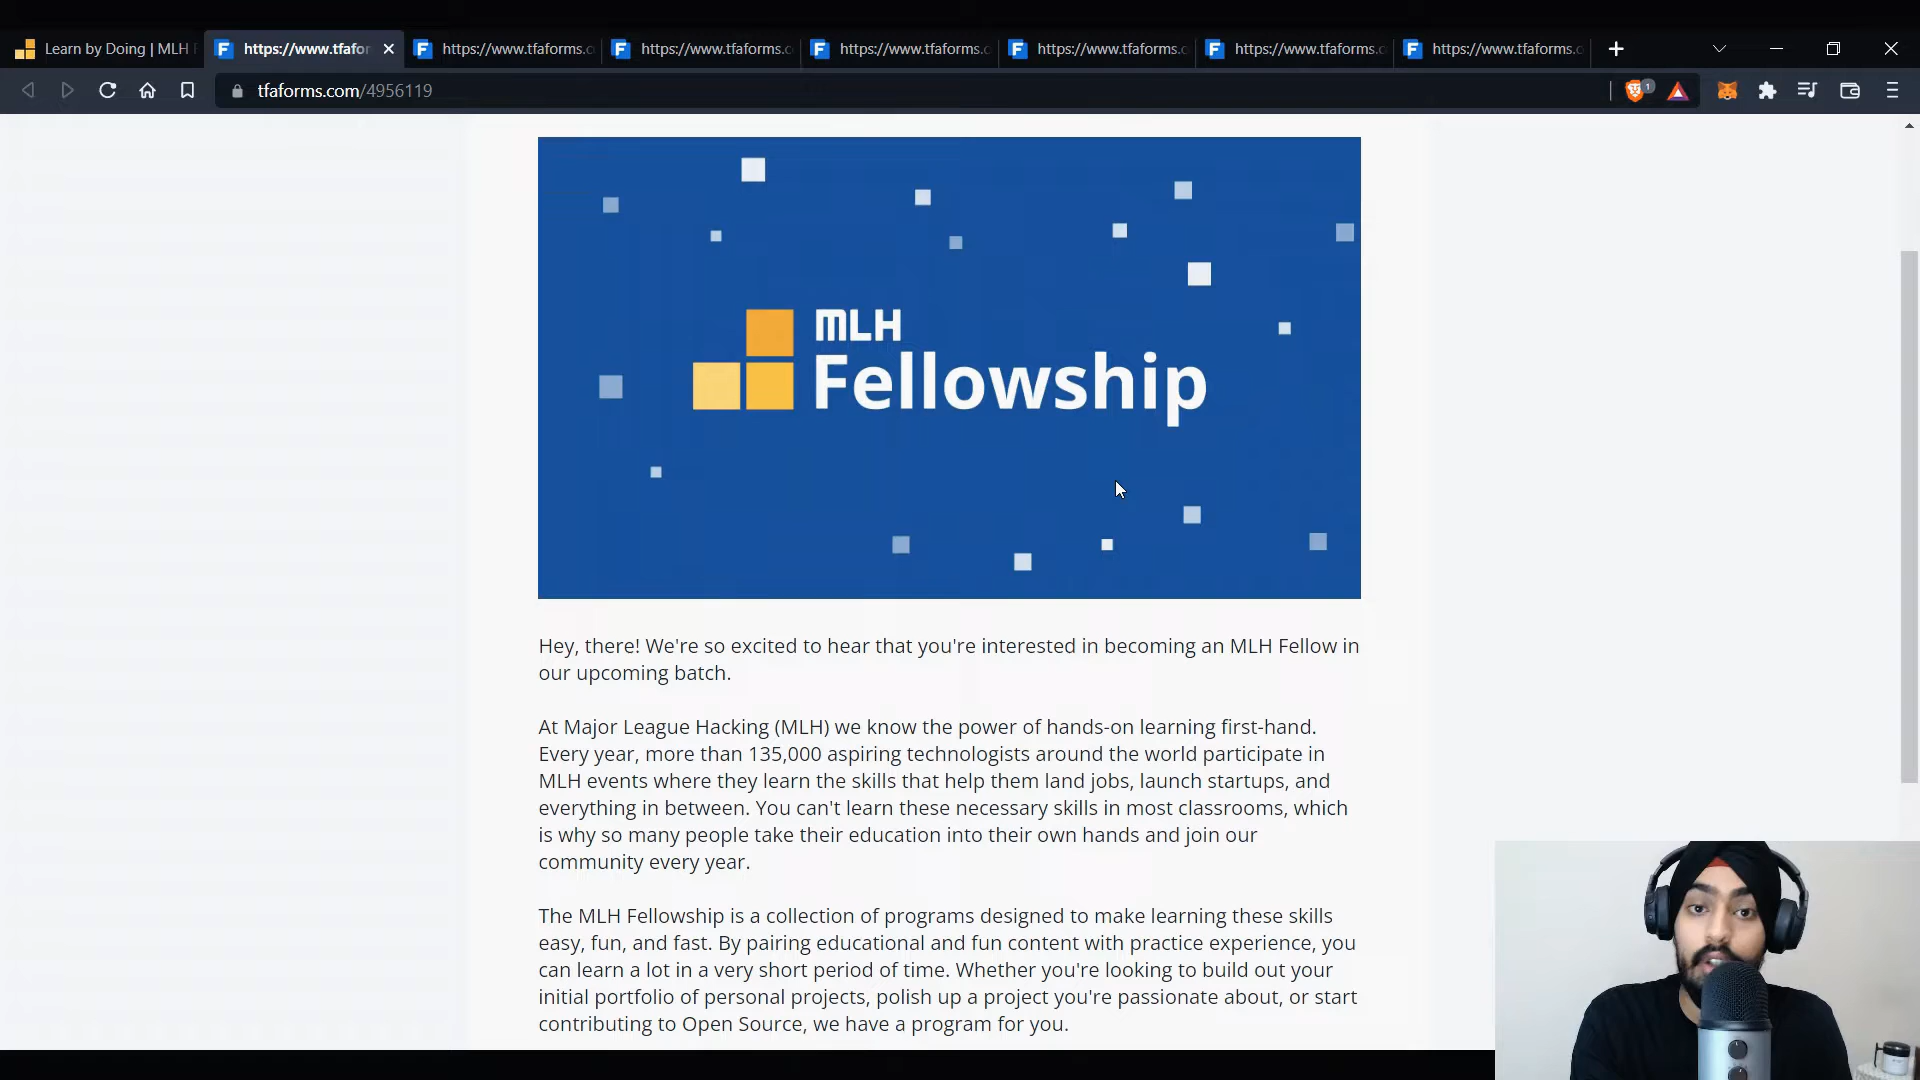 Learn by Doing | MLH F
https://www.tfafor
https://www.tfaforms.c
https://www.tfaforms.c
https://www.tfaforms.c
https://www.tfaforms.c
https://www.tfaforms.c
https://www.tfaforms.c
tfaforms.com/4956119
1
MLH
Fellowship
Hey, there! We're so excited to hear that you're interested in becoming an MLH Fellow in
our upcoming batch.
At Major League Hacking (MLH) we know the power of hands-on learning first-hand.
Every year, more than 135,000 aspiring technologists around the world participate in
MLH events where they learn the skills that help them land jobs, launch startups, and
everything in between. You can't learn these necessary skills in most classrooms, which
is why so many people take their education into their own hands and join our
community every year.
The MLH Fellowship is a collection of programs designed to make learning these skills
easy, fun, and fast. By pairing educational and fun content with practice experience, you
can learn a lot in a very short period of time. Whether you're looking to build out your
initial portfolio of personal projects, polish up a project you're passionate about, or start
contributing to Open Source, we have a program for you.